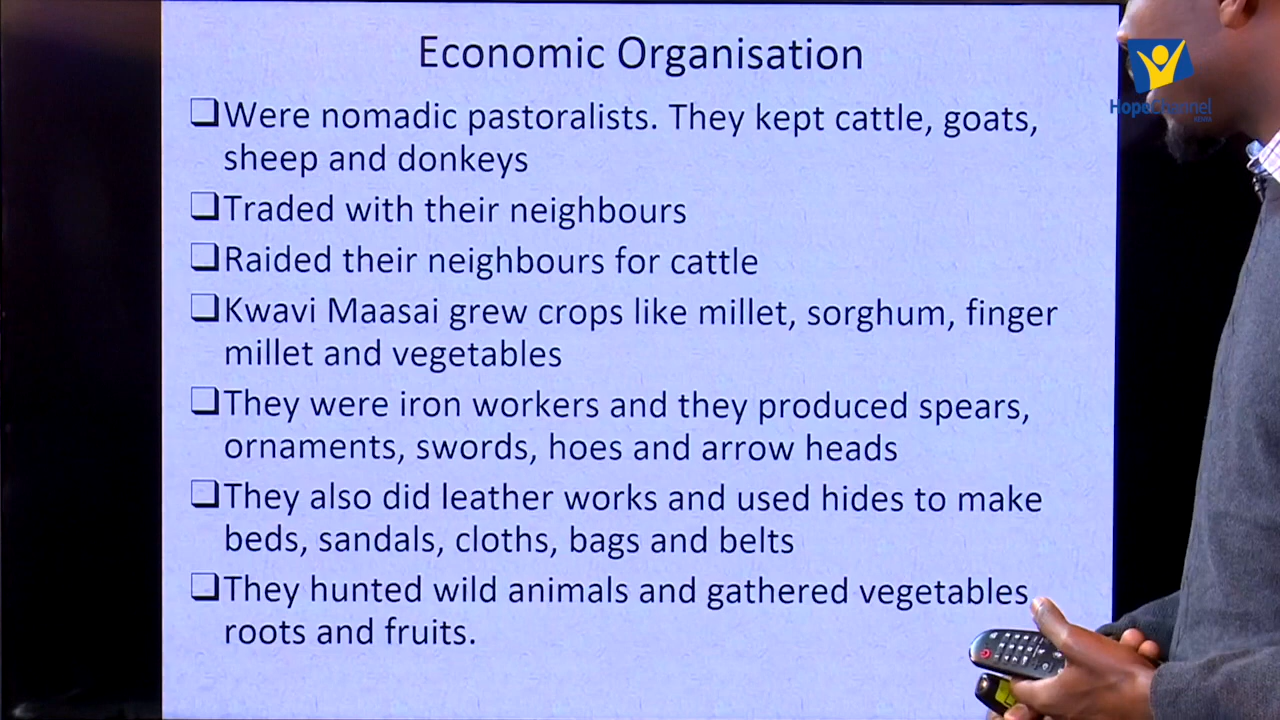 Economic Organisation
❑Were nomadic pastoralists. They kept cattle, goats,
sheep and donkeys
❑Traded with their neighbours
❑Raided their neighbours for cattle
❑Kwavi Maasai grew crops like millet, sorghum, finger
millet and vegetables
❑They were iron workers and they produced spears,
ornaments, swords, hoes and arrow heads
❑They also did leather works and used hides to make
beds, sandals, cloths, bags and belts
❑They hunted wild animals and gathered vegetables
roots and fruits.
HopeChannel